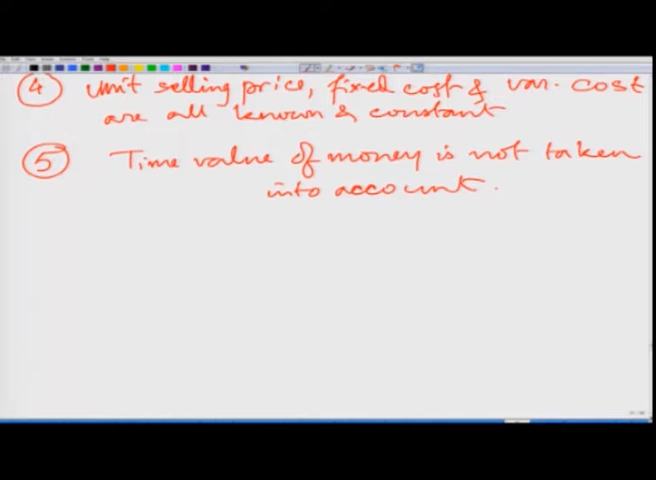 ④ Unit selling price, fixed cost & var. cost
are all known & constant
⑤ Time value of money is not taken
into account.